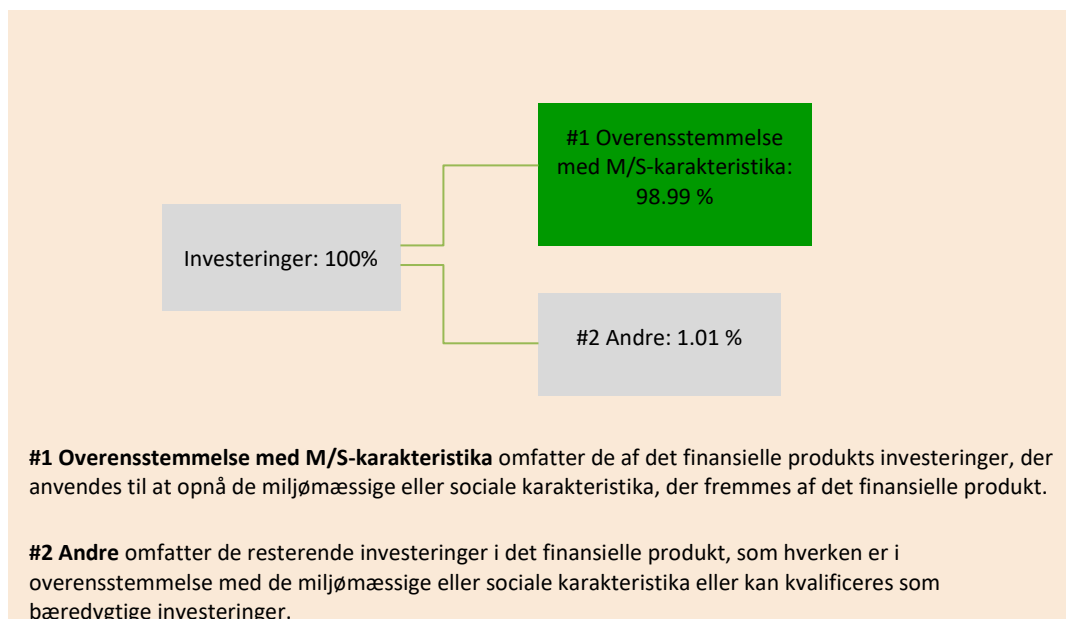 #1 Overensstemmelse
med M/S-karakteristika:
98.99 %
Investeringer: 100%
#2 Andre: 1.01 %
#1 Overensstemmelse med M/S-karakteristika omfatter de af det finansielle produkts investeringer, der
anvendes til at opnå de miljømæssige eller sociale karakteristika, der fremmes af det finansielle produkt.
#2 Andre omfatter de resterende investeringer i det finansielle produkt, som hverken er i
overensstemmelse med de miljømæssige eller sociale karakteristika eller kan kvalificeres som
bæredygtige investeringer.